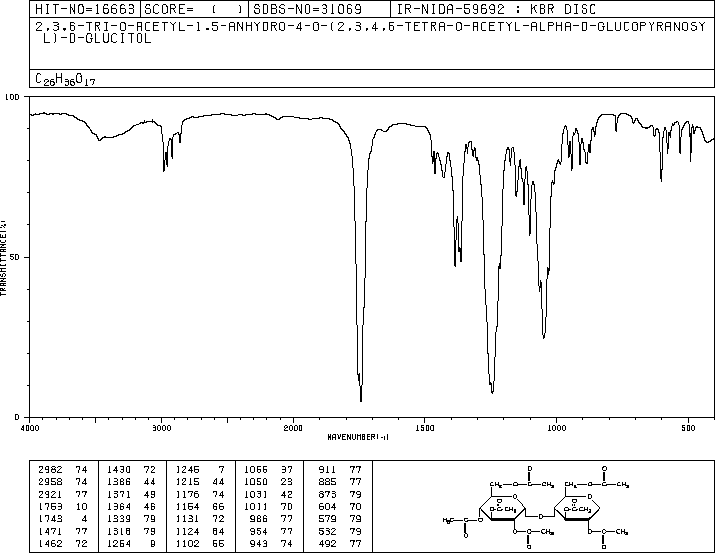 HIT-NO=16663 SCORE= ( ) SDBS-NO=31069 IR-NIDA-59692 : KBR DISC
2,3,6-TRI-O-ACETYL-1,5-ANHYDRO-4-O-(2,3,4,6-TETRA-O-ACETYL-ALPHA-D-GLUCOPYRANOSY
L)-D-GLUCITOL
C26H36O17
100
50
0
TRANSMITTANCE(%)
4000 3000 2000 1500 1000 500
WAVENUMBER(-1)
2982 74 1430 72 1246 7 1066 37 911 77
2958 74 1386 44 1215 44 1050 23 885 77
2921 77 1371 49 1176 74 1031 42 873 79
1759 10 1364 46 1154 66 1011 70 604 70
1743 4 1339 79 1131 72 986 77 579 79
1471 77 1318 79 1124 64 954 77 532 79
1462 72 1254 9 1102 55 943 74 492 77